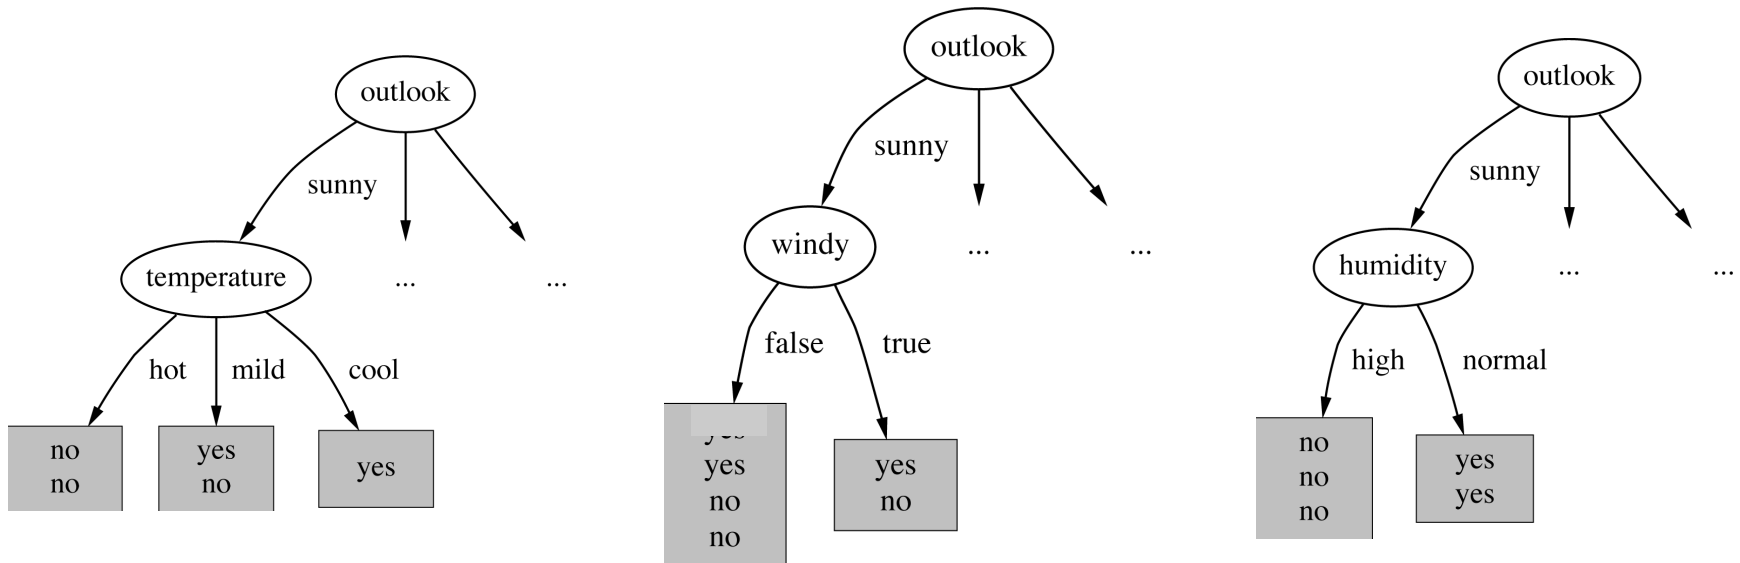 outlook
sunny
temperature
...
...
hot
mild
cool
no
no
yes
no
yes
outlook
sunny
windy
...
...
false
true
yes
no
no
yes
no
outlook
sunny
humidity
...
...
high
normal
no
no
no
yes
yes